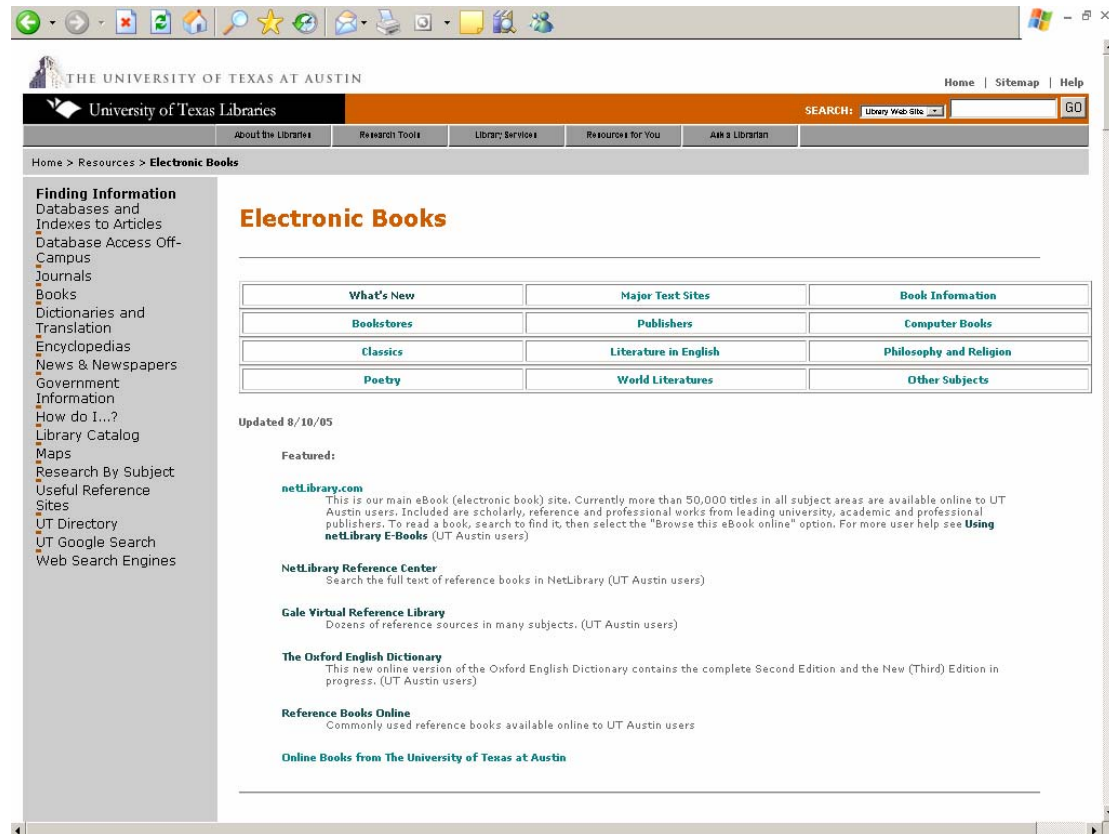 THE UNIVERSITY OF TEXAS AT AUSTIN
Home | Sitemap | Help
University of Texas Libraries
SEARCH: Library Web Site GO
About the Libraries Research Tools Library Services Resources for You Ask a Librarian
Home > Resources > Electronic Books
Finding Information
Databases and
Indexes to Articles
Database Access Off-
Campus
Journals
Books
Dictionaries and
Translation
Encyclopedias
News & Newspapers
Government
Information
How do I...?
Library Catalog
Maps
Research By Subject
Useful Reference
Sites
UT Directory
UT Google Search
Web Search Engines
Electronic Books
What's New Major Text Sites Book Information
Bookstores Publishers Computer Books
Classics Literature in English Philosophy and Religion
Poetry World Literatures Other Subjects
Updated 8/10/05
Featured:
netLibrary.com
This is our main eBook (electronic book) site. Currently more than 50,000 titles in all subject areas are available online to UT
Austin users. Included are scholarly, reference and professional works from leading university, academic and professional
publishers. To read a book, search to find it, then select the "Browse this eBook online" option. For more user help see Using
netLibrary E-Books (UT Austin users)
NetLibrary Reference Center
Search the full text of reference books in NetLibrary (UT Austin users)
Gale Virtual Reference Library
Dozens of reference sources in many subjects. (UT Austin users)
The Oxford English Dictionary
This new online version of the Oxford English Dictionary contains the complete Second Edition and the New (Third) Edition in
progress. (UT Austin users)
Reference Books Online
Commonly used reference books available online to UT Austin users
Online Books from The University of Texas at Austin